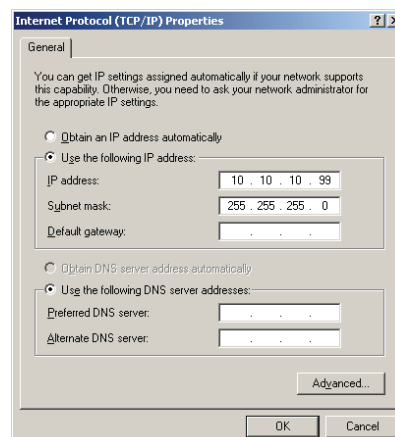 Internet Protocol (TCP/IP) Properties
General
You can get IP settings assigned automatically if your network supports
this capability. Otherwise, you need to ask your network administrator for
the appropriate IP settings.
Obtain an IP address automatically
Use the following IP address:
IP address: 10 . 10 . 10 . 99
Subnet mask: 255 . 255 . 255 . 0
Default gateway: . . .
Obtain DNS server address automatically
Use the following DNS server addresses:
Preferred DNS server: . . .
Alternate DNS server: . . .
Advanced...
OK Cancel